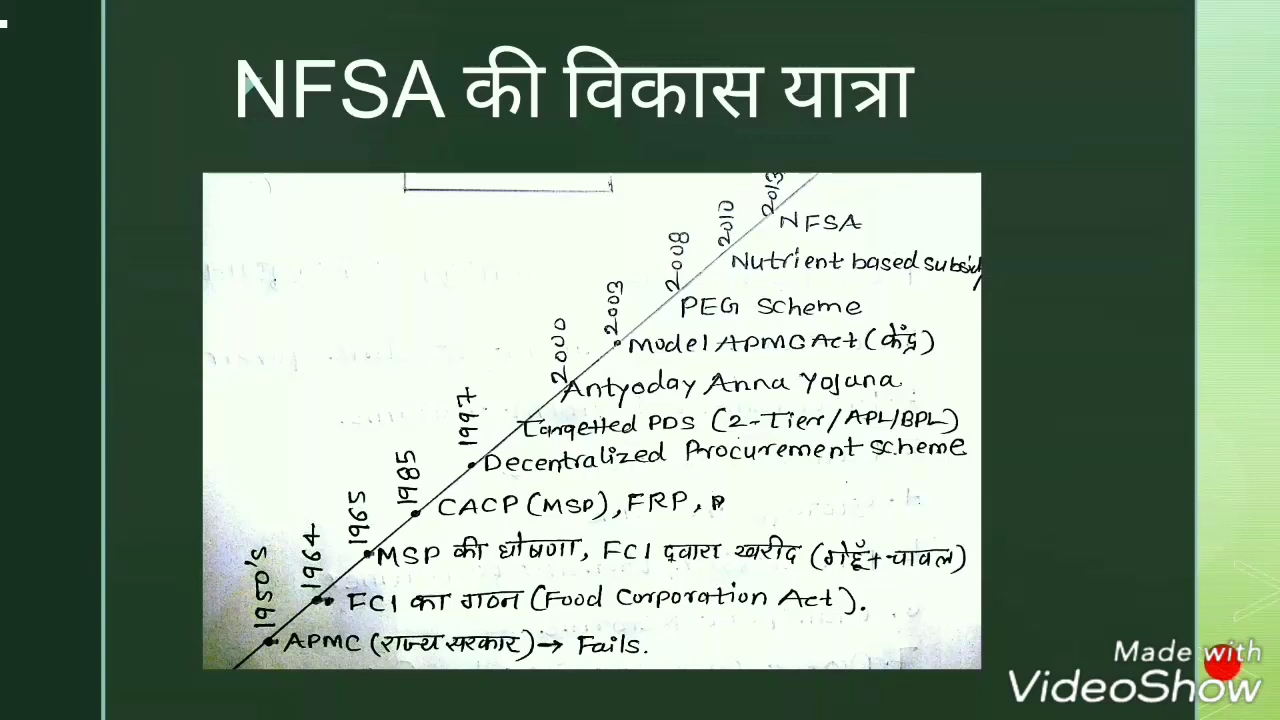 NFSA की विकास यात्रा
2013
NFSA
2010
Nutrient based subsidy
2008
PEG Scheme
2003
Model APMC Act (केंद्र)
2000
Antyoday Anna Yojana
Targetted PDS (2-Tier/APL/BPL)
1997
Decentralized Procurement scheme
1985
CACP (MSP), FRP,
1965
MSP की घोषणा, FCI द्वारा खरीद (गेहूँ+चावल)
1964
FCI का गठन (Food Corporation Act).
1950's
APMC (राज्य सरकार) → Fails.
Made with
VideoShow